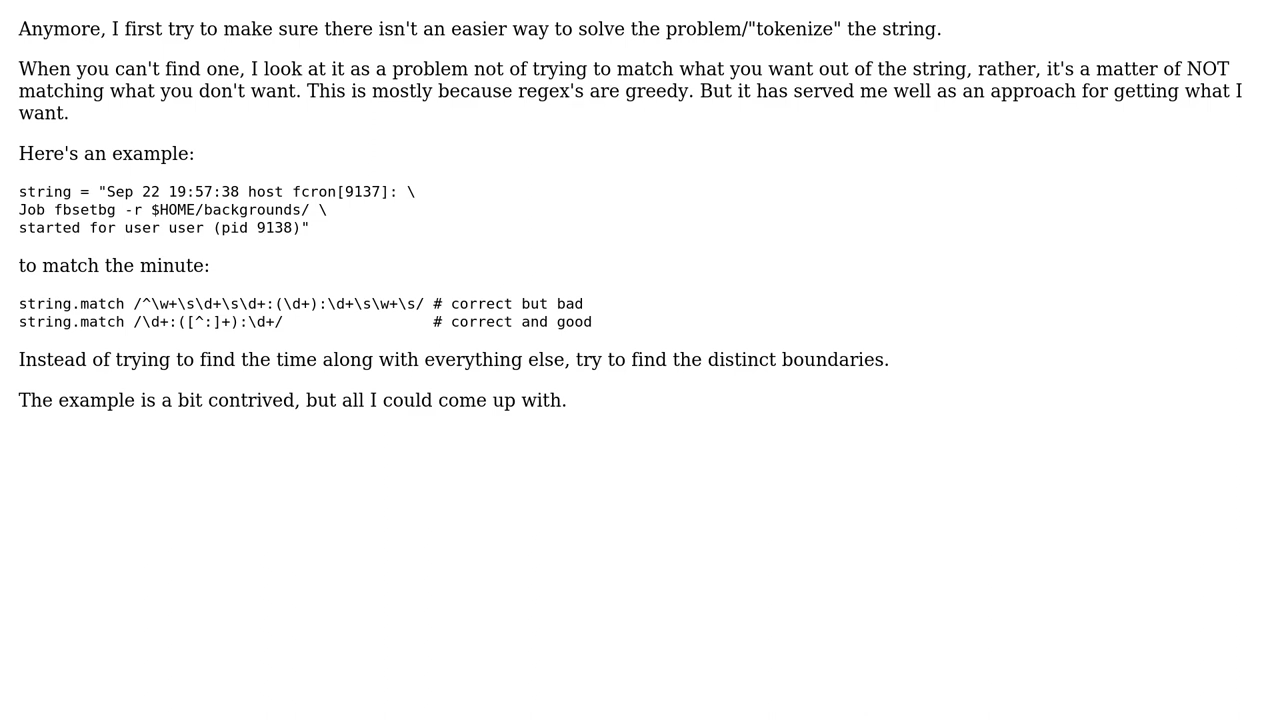 Anymore, I first try to make sure there isn't an easier way to solve the problem/"tokenize" the string.
When you can't find one, I look at it as a problem not of trying to match what you want out of the string, rather, it's a matter of NOT
matching what you don't want. This is mostly because regex's are greedy. But it has served me well as an approach for getting what I
want.
Here's an example:
string = "Sep 22 19:57:38 host fcron[9137]: \
Job fbsetbg -r $HOME/backgrounds/ \
started for user user (pid 9138)"
to match the minute:
string.match /^\w+\s\d+\s\d+:(\d+):\d+\s\w+\s/ # correct but bad
string.match /\d+:([^:]+):\d+/                 # correct and good
Instead of trying to find the time along with everything else, try to find the distinct boundaries.
The example is a bit contrived, but all I could come up with.